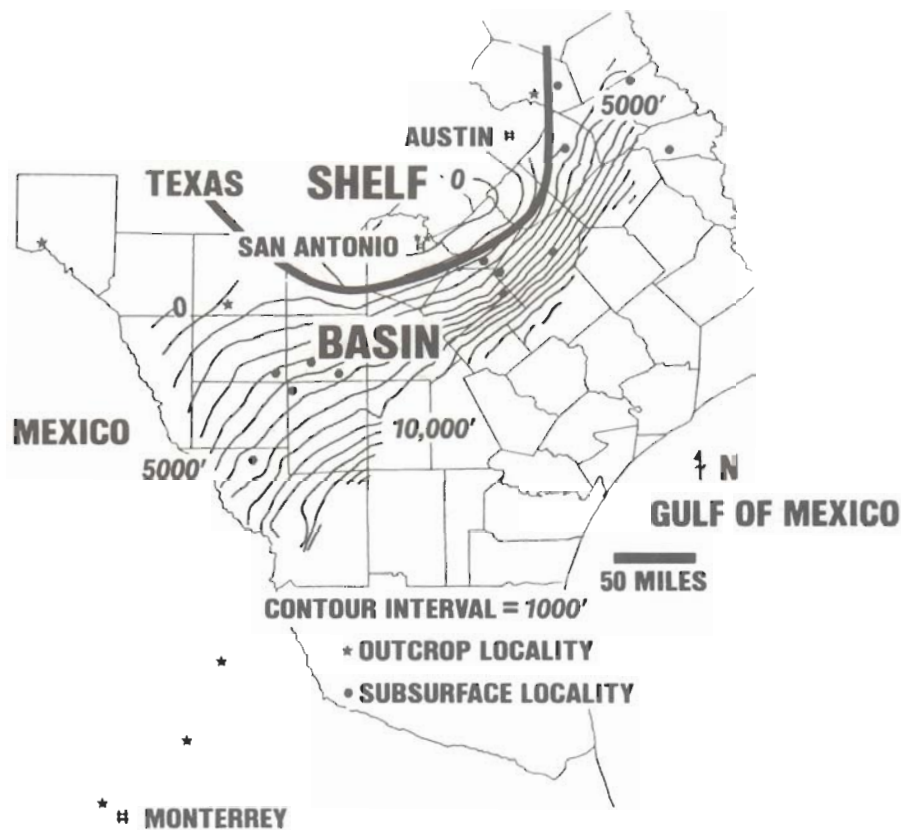 5000'
AUSTIN
TEXAS
SHELF
0
SAN ANTONIO
0
BASIN
MEXICO
10,000'
5000'
N
GULF OF MEXICO
50 MILES
CONTOUR INTERVAL = 1000'
OUTCROP LOCALITY
SUBSURFACE LOCALITY
MONTERREY